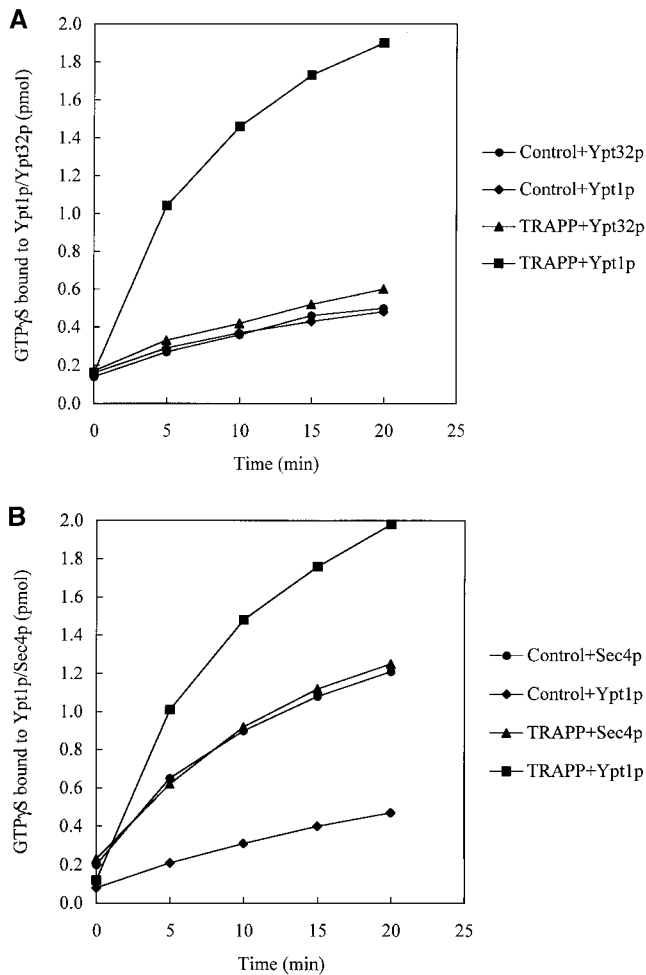 A
GTPγS bound to Ypt1p/Ypt32p (pmol)
2.0
1.8
1.6
1.4
1.2
1.0
0.8
0.6
0.4
0.2
0.0
0 5 10 15 20 25
Time (min)
Control+Ypt32p
Control+Ypt1p
TRAPP+Ypt32p
TRAPP+Ypt1p
B
GTPγS bound to Ypt1p/Sec4p (pmol)
2.0
1.8
1.6
1.4
1.2
1.0
0.8
0.6
0.4
0.2
0.0
0 5 10 15 20 25
Time (min)
Control+Sec4p
Control+Ypt1p
TRAPP+Sec4p
TRAPP+Ypt1p